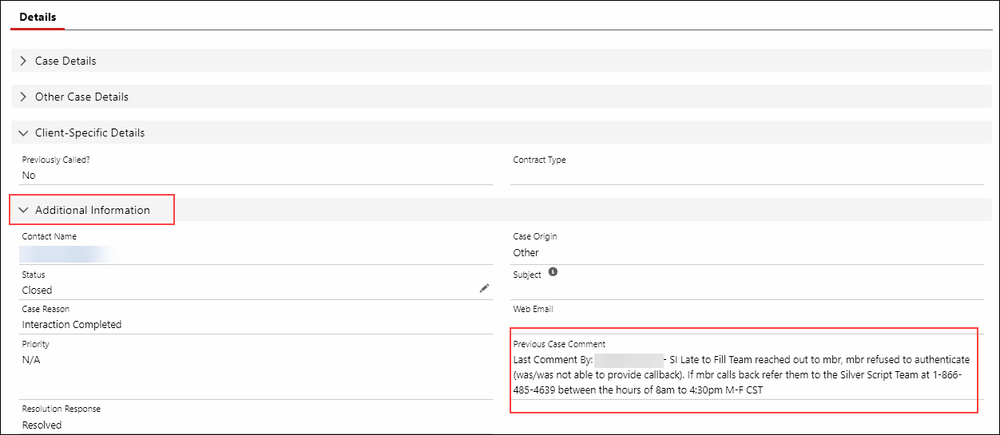 Details
Case Details
Other Case Details
Client-Specific Details
Previously Called?
No
Contract Type
Additional Information
Contact Name
Case Origin
Other
Status
Closed
Subject
Case Reason
Interaction Completed
Web Email
Priority
N/A
Previous Case Comment
Last Comment By: - SI Late to Fill Team reached out to mbr, mbr refused to authenticate
(was/was not able to provide callback). If mbr calls back refer them to the Silver Script Team at 1-866-
485-4639 between the hours of 8am to 4:30pm M-F CST
Resolution Response
Resolved